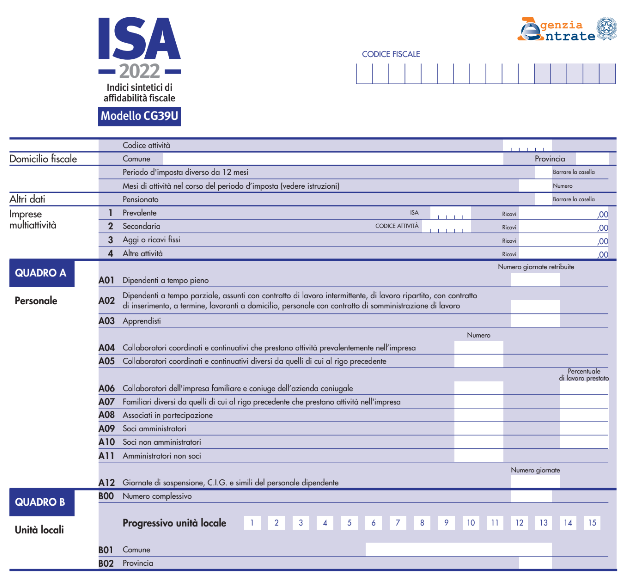 ISA
2022
Indici sintetici di
affidabilità fiscale
Modello CG39U
genzia
ntrate
CODICE FISCALE
Codice attività
Domicilio fiscale Comune Provincia
Periodo d'imposta diverso da 12 mesi Barrare la casella
Mesi di attività nel corso del periodo d'imposta (vedere istruzioni) Numero
Altri dati Pensionato Barrare la casella
Imprese
multiattività
1 Prevalente ISA Ricavi ,00
2 Secondaria CODICE ATTIVITÀ Ricavi ,00
3 Aggi o ricavi fissi Ricavi ,00
4 Altre attività Ricavi ,00
QUADRO A
Personale
Numero giornate retribuite
A01 Dipendenti a tempo pieno
A02 Dipendenti a tempo parziale, assunti con contratto di lavoro intermittente, di lavoro ripartito, con contratto
di inserimento, a termine, lavoranti a domicilio, personale con contratto di somministrazione di lavoro
A03 Apprendisti
Numero
A04 Collaboratori coordinati e continuativi che prestano attività prevalentemente nell'impresa
A05 Collaboratori coordinati e continuativi diversi da quelli di cui al rigo precedente
Percentuale
di lavoro prestato
A06 Collaboratori dell'impresa familiare e coniuge dell'azienda coniugale
A07 Familiari diversi da quelli di cui al rigo precedente che prestano attività nell'impresa
A08 Associati in partecipazione
A09 Soci amministratori
A10 Soci non amministratori
A11 Amministratori non soci
Numero giornate
A12 Giornate di sospensione, C.I.G. e simili del personale dipendente
QUADRO B
Unità locali
B00 Numero complessivo
Progressivo unità locale 1 2 3 4 5 6 7 8 9 10 11 12 13 14 15
B01 Comune
B02 Provincia